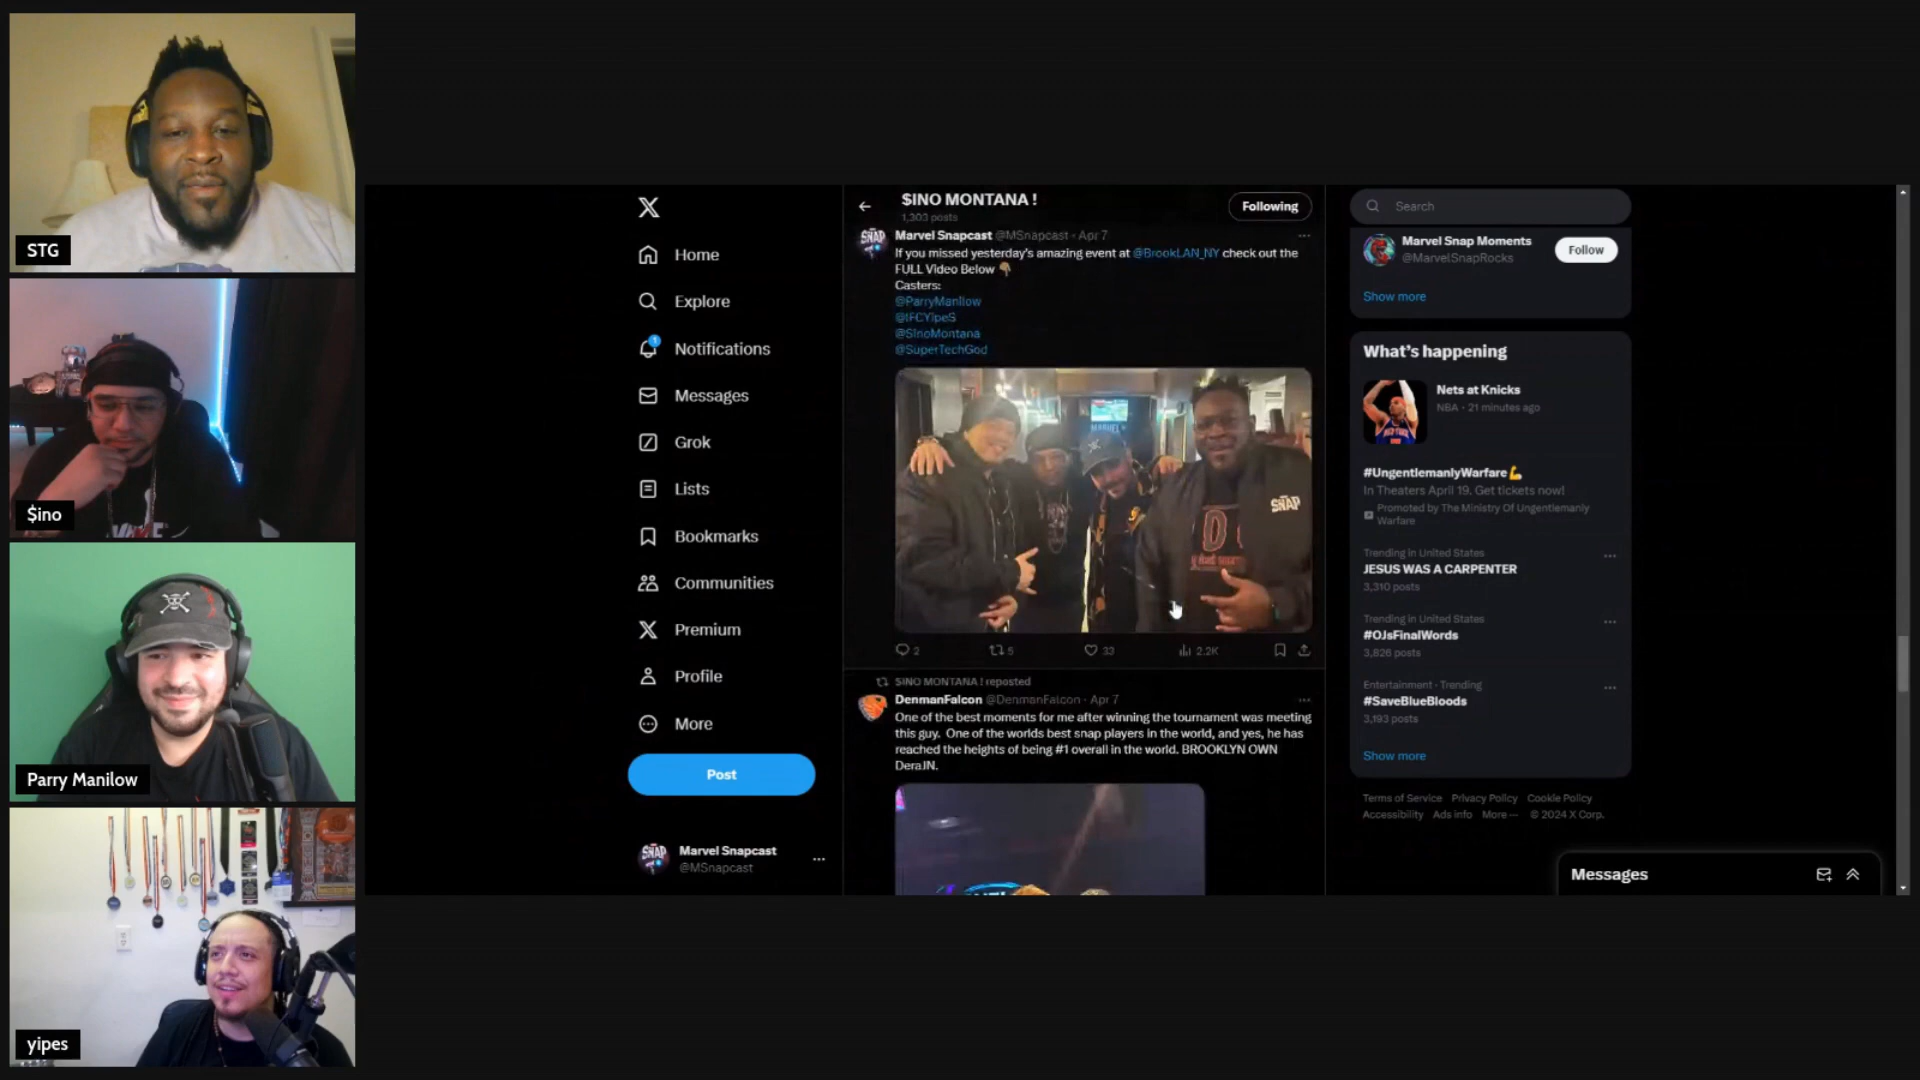 STG
$ino
Parry Manilow
yipes
Home
Explore
1
Notifications
Messages
Grok
Lists
Bookmarks
Communities
Premium
Profile
More
Post
Marvel Snapcast
@MSnapcast
$INO MONTANA !
1,303 posts
Following
SNAP
Marvel Snapcast @MSnapcast · Apr 7
If you missed yesterday's amazing event at @BrookLAN_NY check out the
FULL Video Below 👇🏽
Casters:
@ParryManilow
@IFCYipeS
@SinoMontana
@SuperTechGod
MARVEL
SNAP
2
5
33
2.2K
$INO MONTANA ! reposted
DenmanFalcon @DenmanFalcon · Apr 7
One of the best moments for me after winning the tournament was meeting
this guy. One of the worlds best snap players in the world, and yes, he has
reached the heights of being #1 overall in the world. BROOKLYN OWN
DeraJN.
Search
Marvel Snap Moments
@MarvelSnapRocks
Follow
Show more
What's happening
Nets at Knicks
NBA · 21 minutes ago
#UngentlemanlyWarfare💪
In Theaters April 19. Get tickets now!
Promoted by The Ministry Of Ungentlemanly
Warfare
Trending in United States
JESUS WAS A CARPENTER
3,310 posts
Trending in United States
#OJsFinalWords
3,826 posts
Entertainment · Trending
#SaveBlueBloods
3,193 posts
Show more
Terms of Service Privacy Policy Cookie Policy
Accessibility Ads info More ··· © 2024 X Corp.
Messages